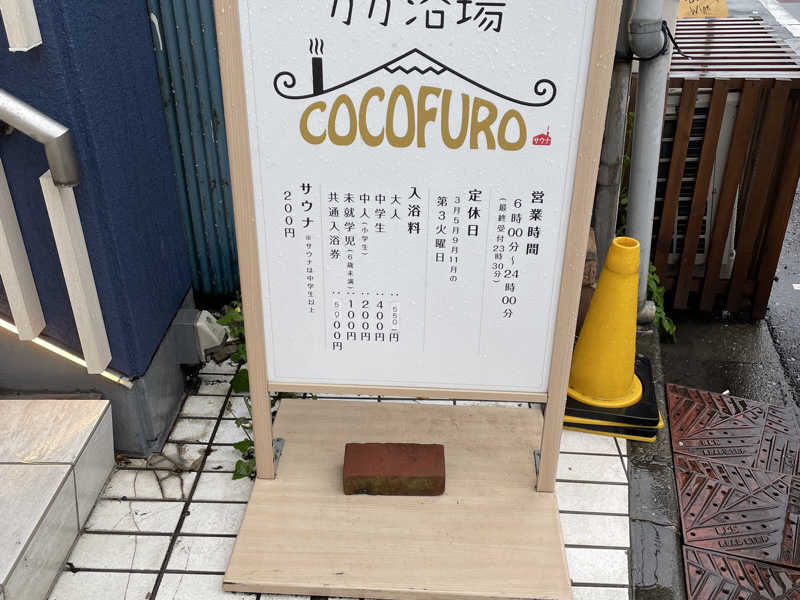 浴場
COCOFURO
サウナ
営業時間
6時00分〜24時00分
(最終受付23時30分)
定休日
3月5月9月11月の
第3火曜日
入浴料
大人 : 550円
中学生 : 400円
中人(小学生) : 200円
未就学児(6歳未満) : 100円
共通入浴券 : 5000円
サウナ ※サウナは中学生以上
200円